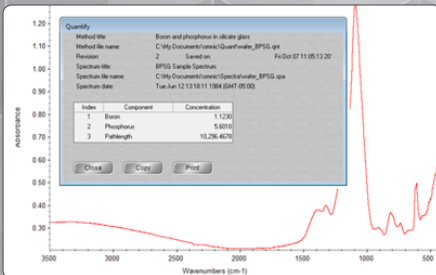 Quantify
Method title: Boron and phosphorus in silicate glass
Method file name: C:\My Documents\omnic\Quant\wafer_BPSG.qnt
Revision: 2 Saved on: Fri Oct 07 11:05:13 20
Spectrum title: BPSG Sample Spectrum
Spectrum file name: C:\My Documents\omnic\Spectra\wafer_BPSG.spa
Spectrum date: Tue Jun 12 13:18:11 1984 (GMT-05:00)
Index Component Concentration
1 Boron 1.1230
2 Phosphorus 5.6018
3 Pathlength 10,296.4678
Close Copy Print
Absorbance
1.20
1.10
1.00
0.90
0.80
0.70
0.60
0.50
0.40
0.30
3500 3000 2500 2000 1500 1000 500
Wavenumbers (cm-1)